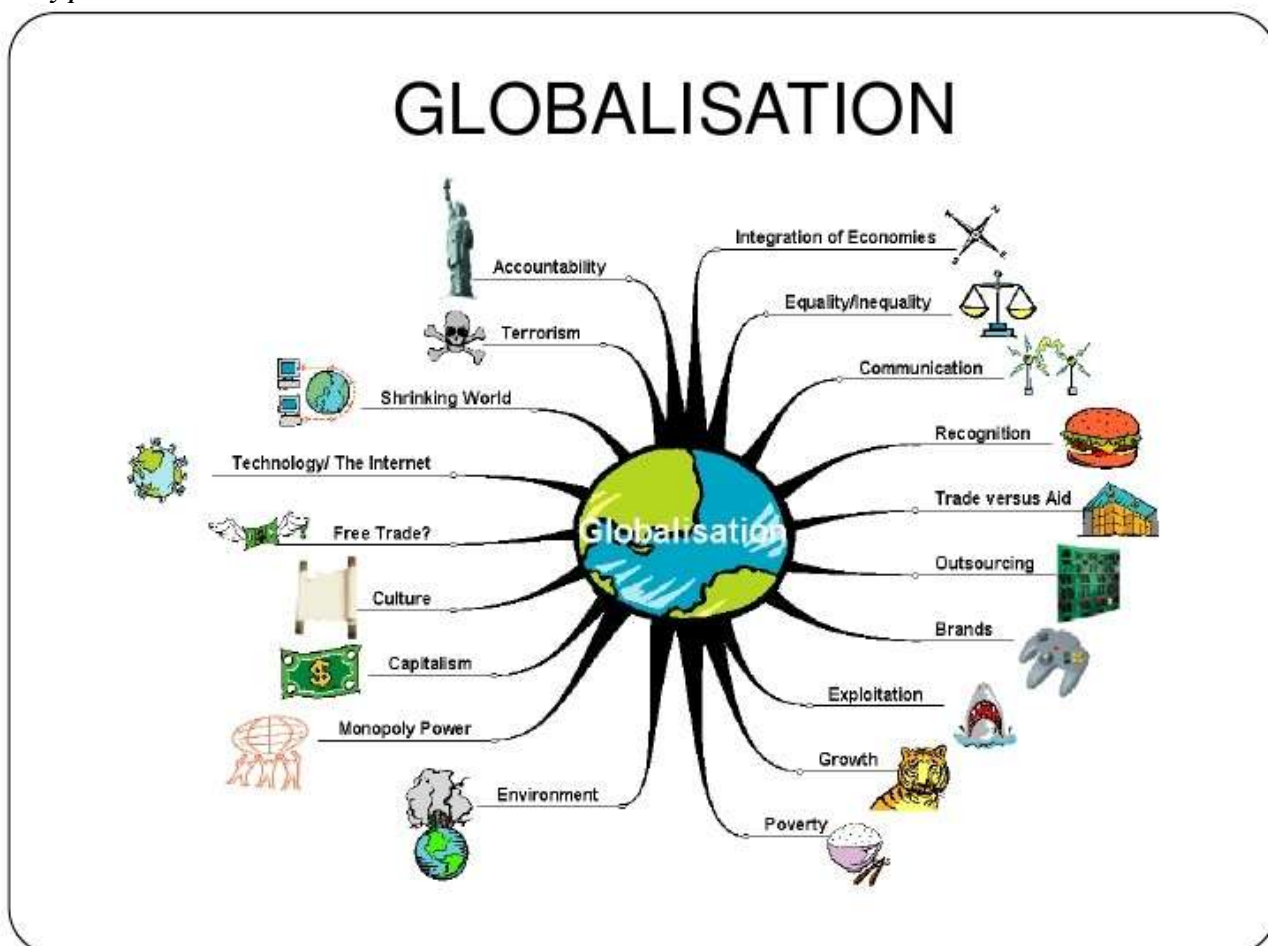 GLOBALISATION
Integration of Economies
Accountability
Equality/Inequality
Terrorism
Communication
Shrinking World
Recognition
Technology/ The Internet
Trade versus Aid
Free Trade?
Globalisation
Outsourcing
Culture
Brands
Capitalism
Exploitation
Monopoly Power
Growth
Environment
Poverty